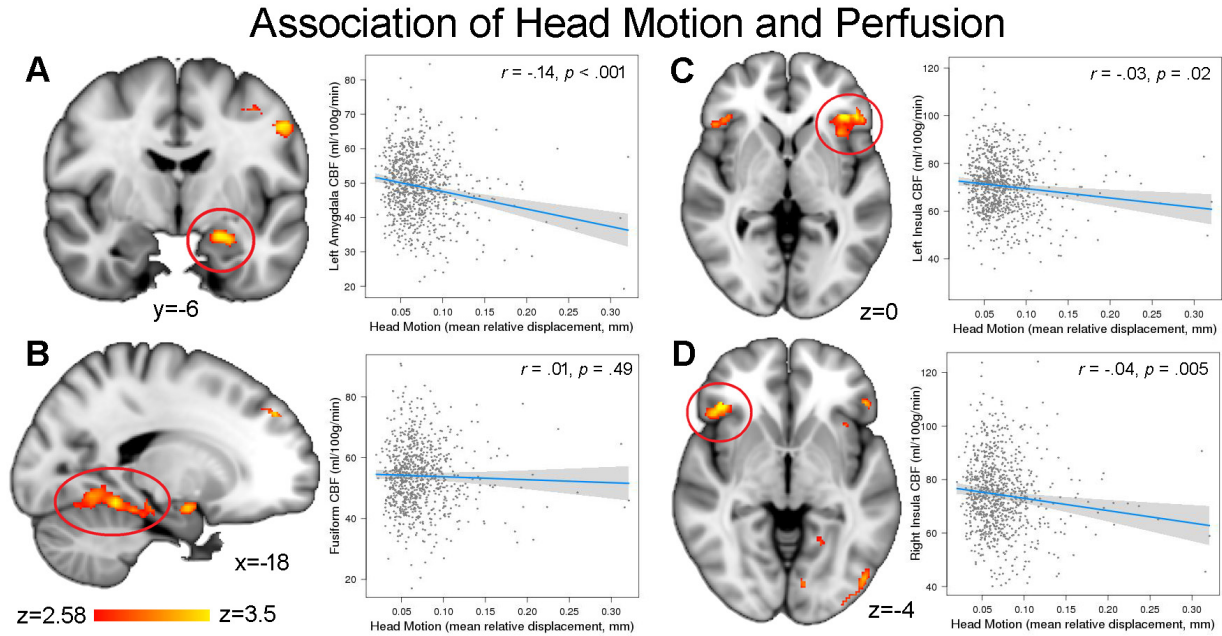 Association of Head Motion and Perfusion
A
r = -.14, p < .001
Left Amygdala CBF (ml/100g/min)
80
70
60
50
40
30
20
0.05 0.10 0.15 0.20 0.25 0.30
Head Motion (mean relative displacement, mm)
y=-6
C
r = -.03, p = .02
Left Insula CBF (ml/100g/min)
120
100
80
60
40
0.05 0.10 0.15 0.20 0.25 0.30
Head Motion (mean relative displacement, mm)
z=0
B
r = .01, p = .49
Fusiform CBF (ml/100g/min)
80
60
40
20
0.05 0.10 0.15 0.20 0.25 0.30
Head Motion (mean relative displacement, mm)
x=-18
z=2.58 z=3.5
D
r = -.04, p = .005
Right Insula CBF (ml/100g/min)
120
100
80
60
40
0.05 0.10 0.15 0.20 0.25 0.30
Head Motion (mean relative displacement, mm)
z=-4